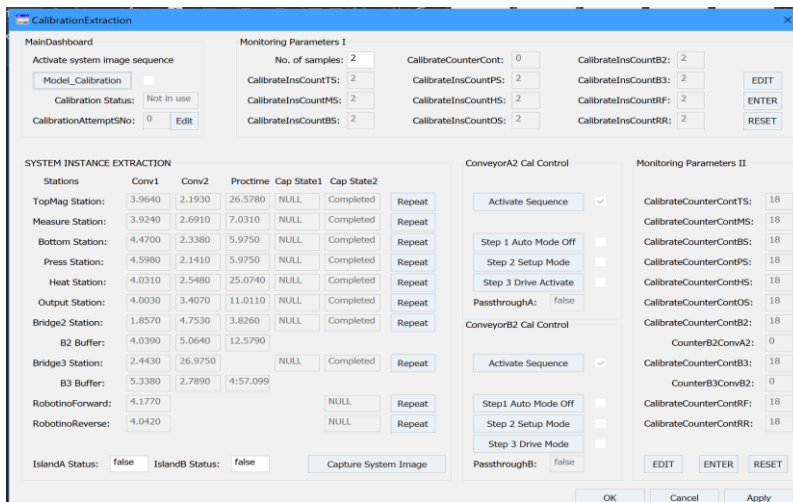 CalibrationExtraction
MainDashboard
Activate system image sequence
Model_Calibration
Calibration Status: Not in use
CalibrationAttemptSNo: 0 Edit
Monitoring Parameters I
No. of samples: 2 CalibrateCounterCont: 0 CalibrateInsCountB2: 2
CalibrateInsCountTS: 2 CalibrateInsCountPS: 2 CalibrateInsCountB3: 2 EDIT
CalibrateInsCountMS: 2 CalibrateInsCountHS: 2 CalibrateInsCountRF: 2 ENTER
CalibrateInsCountBS: 2 CalibrateInsCountOS: 2 CalibrateInsCountRR: 2 RESET
SYSTEM INSTANCE EXTRACTION
Stations Conv1 Conv2 Proctime Cap State1 Cap State2
TopMag Station: 3.9640 2.1930 26.5780 NULL Completed Repeat
Measure Station: 3.9240 2.6910 7.0310 NULL Completed Repeat
Bottom Station: 4.4700 2.3380 5.9750 NULL Completed Repeat
Press Station: 4.5980 2.1410 5.9750 NULL Completed Repeat
Heat Station: 4.0310 2.5480 25.0740 NULL Completed Repeat
Output Station: 4.0030 3.4070 11.0110 NULL Completed Repeat
Bridge2 Station: 1.8570 4.7530 3.8260 NULL Completed Repeat
B2 Buffer: 4.0390 5.0640 12.5790
Bridge3 Station: 2.4430 26.9750 NULL Completed Repeat
B3 Buffer: 5.3380 2.7890 4:57.099
RobotinoForward: 4.1770 NULL Repeat
RobotinoReverse: 4.0420 NULL Repeat
IslandA Status: false IslandB Status: false Capture System Image
ConveyorA2 Cal Control
Activate Sequence
Step 1 Auto Mode Off
Step 2 Setup Mode
Step 3 Drive Activate
PassthroughA: false
ConveyorB2 Cal Control
Activate Sequence
Step1 Auto Mode Off
Step 2 Setup Mode
Step 3 Drive Mode
PassthroughB: false
Monitoring Parameters II
CalibrateCounterContTS: 18
CalibrateCounterContMS: 18
CalibrateCounterContBS: 18
CalibrateCounterContPS: 18
CalibrateCounterContHS: 18
CalibrateCounterContOS: 18
CalibrateCounterContB2: 18
CounterB2ConvA2: 0
CalibrateCounterContB3: 18
CounterB3ConvB2: 0
CalibrateCounterContRF: 18
CalibrateCounterContRR: 18
EDIT ENTER RESET
OK Cancel Apply